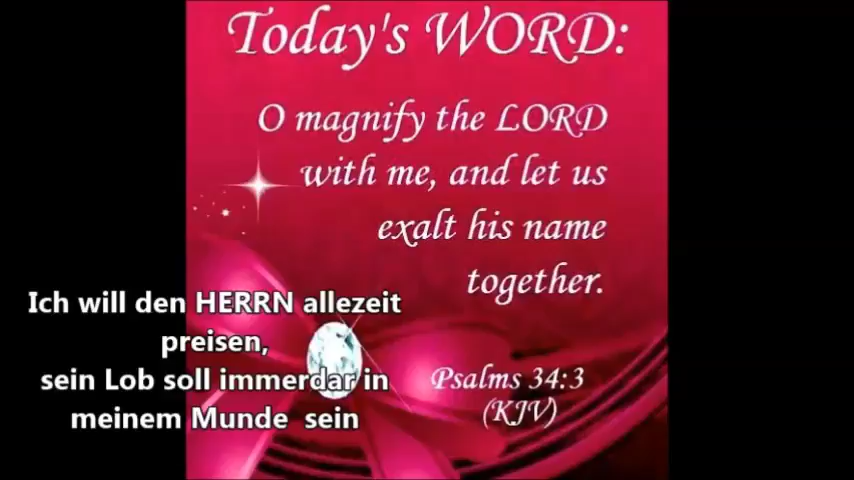 Today's WORD:
O magnify the LORD
with me, and let us
exalt his name
together.
Psalms 34:3
(KJV)
Ich will den HERRN allezeit
preisen,
sein Lob soll immerdar in
meinem Munde sein